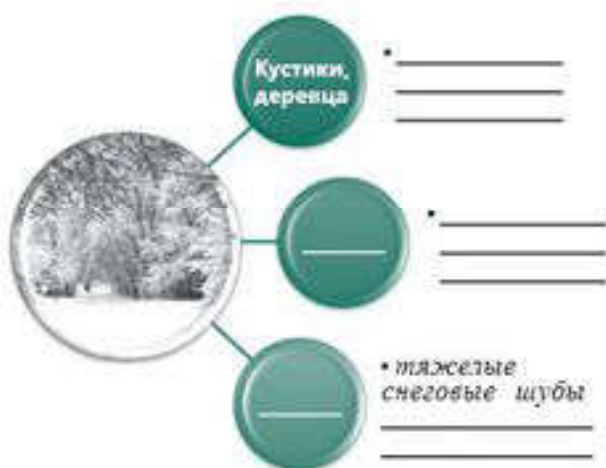 Кустики,
деревца
• тяжелые
снеговые шубы